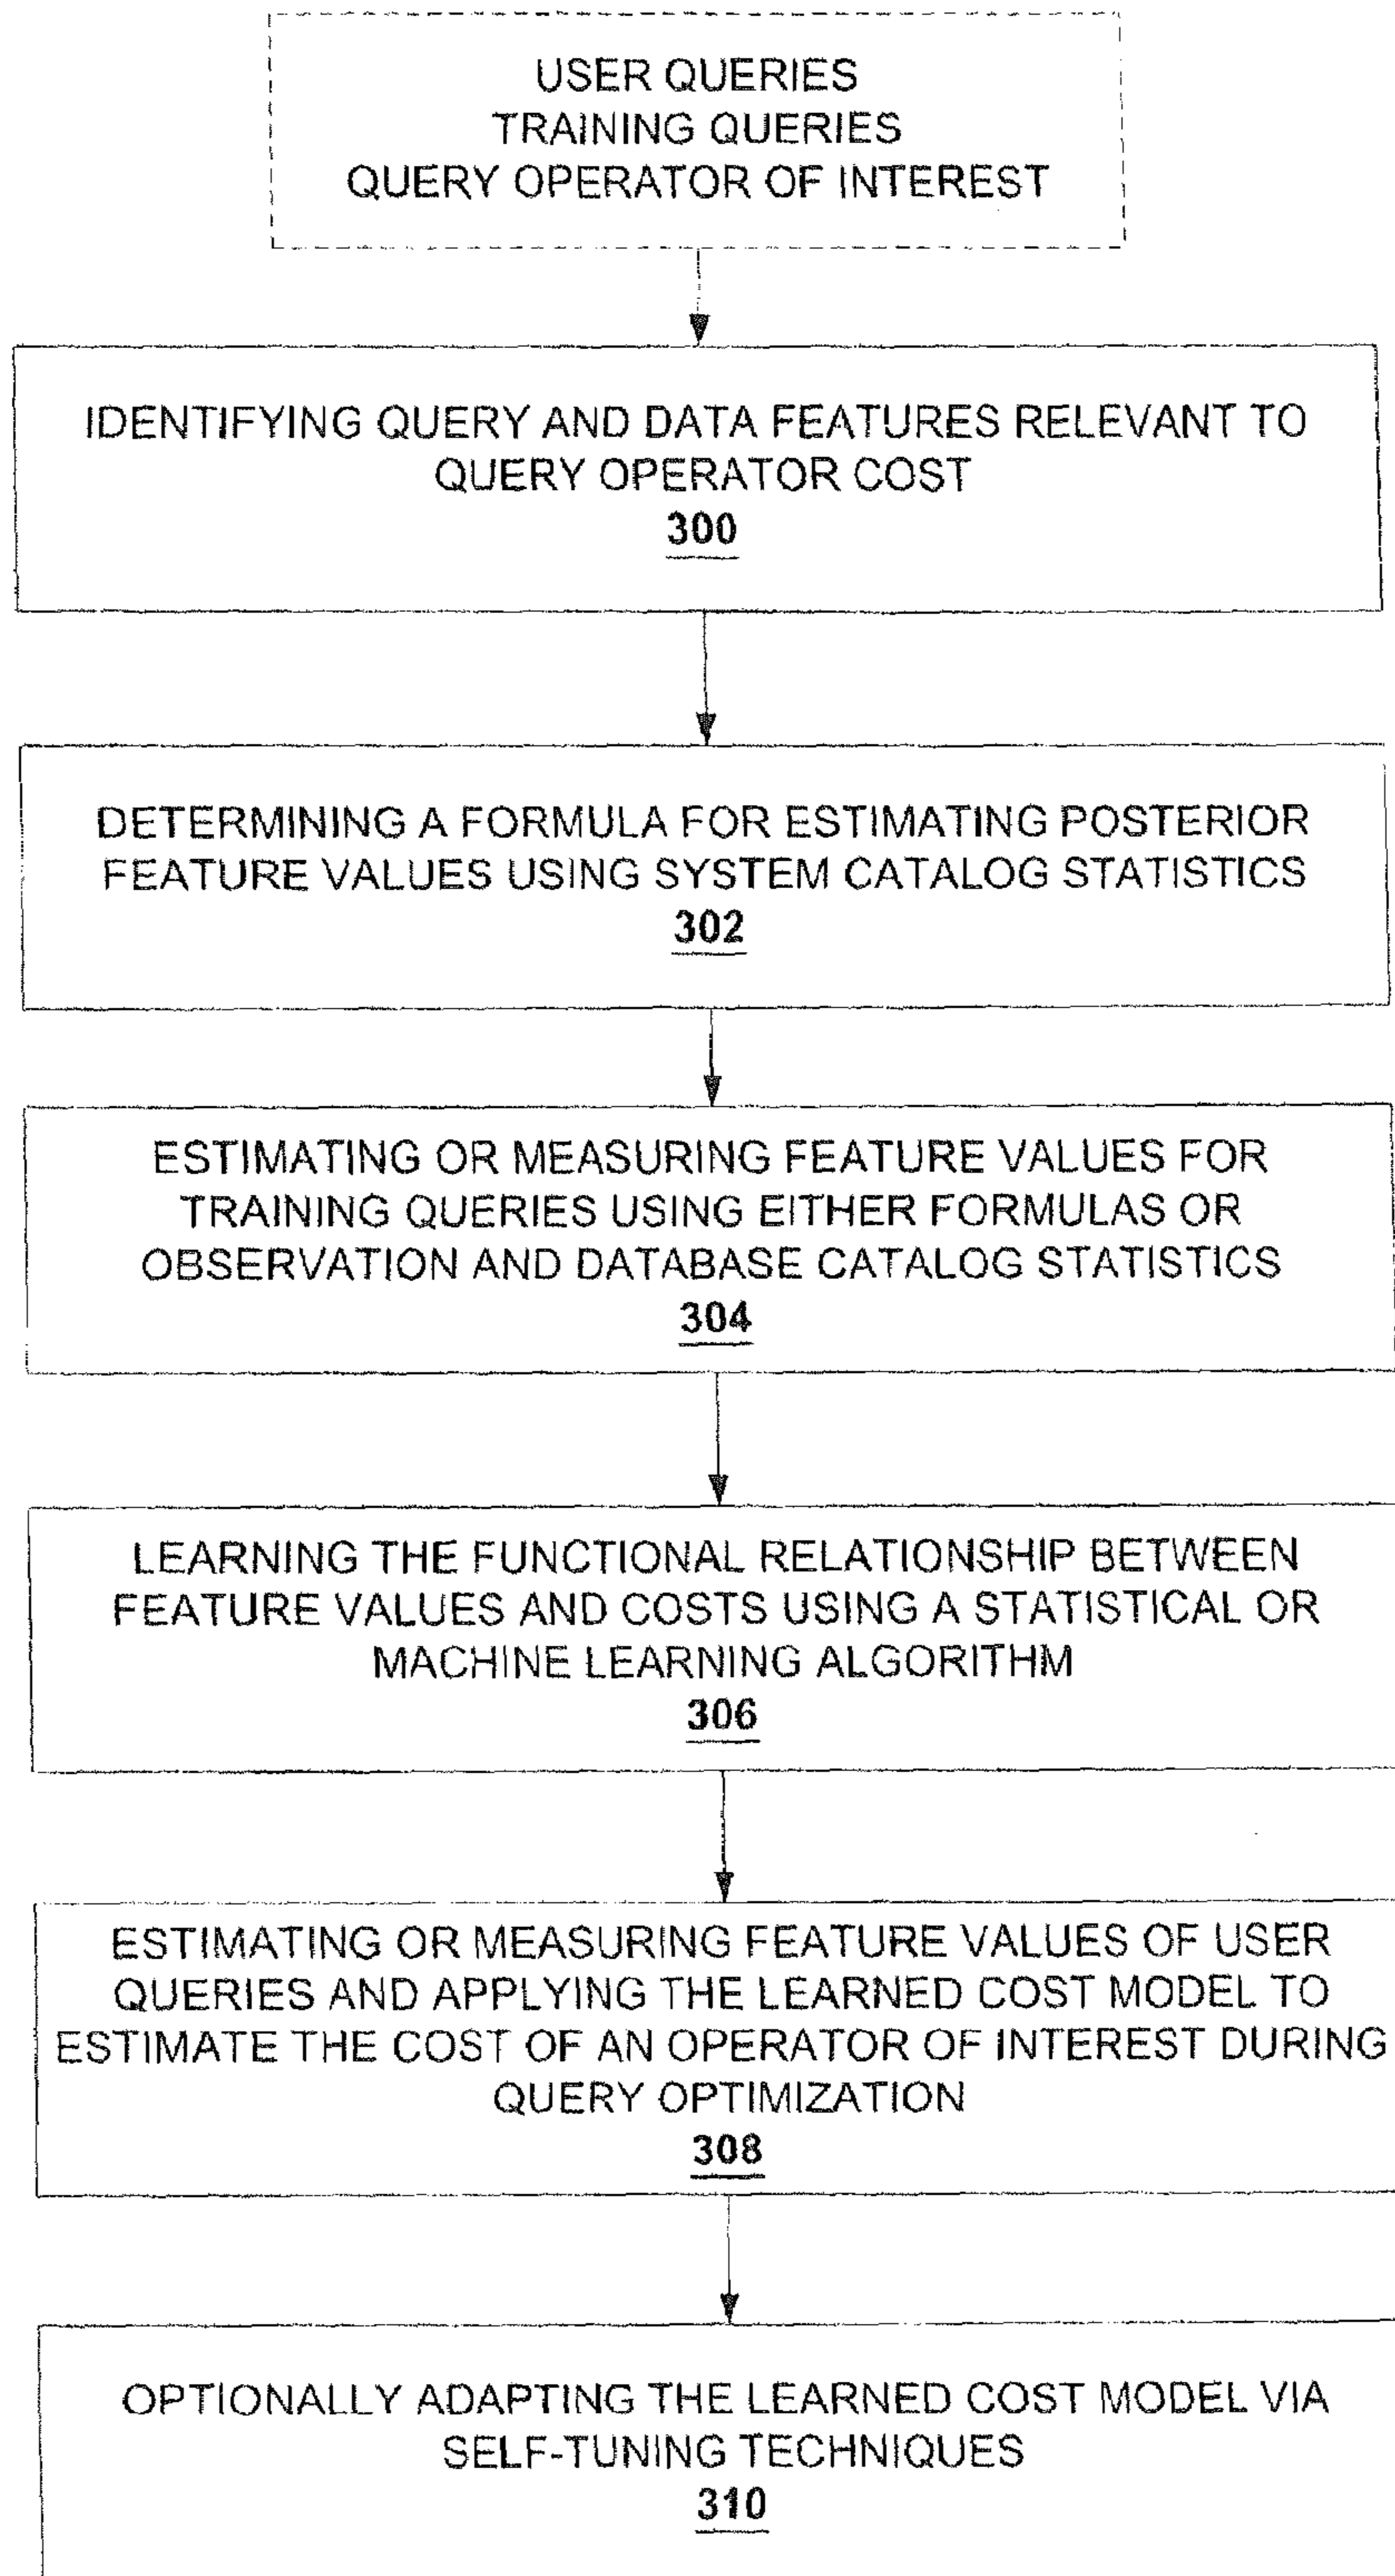 USER QUERIES
TRAINING QUERIES
QUERY OPERATOR OF INTEREST
IDENTIFYING QUERY AND DATA FEATURES RELEVANT TO
QUERY OPERATOR COST
300
DETERMINING A FORMULA FOR ESTIMATING POSTERIOR
FEATURE VALUES USING SYSTEM CATALOG STATISTICS
302
ESTIMATING OR MEASURING FEATURE VALUES FOR
TRAINING QUERIES USING EITHER FORMULAS OR
OBSERVATION AND DATABASE CATALOG STATISTICS
304
LEARNING THE FUNCTIONAL RELATIONSHIP BETWEEN
FEATURE VALUES AND COSTS USING A STATISTICAL OR
MACHINE LEARNING ALGORITHM
306
ESTIMATING OR MEASURING FEATURE VALUES OF USER
QUERIES AND APPLYING THE LEARNED COST MODEL TO
ESTIMATE THE COST OF AN OPERATOR OF INTEREST DURING
QUERY OPTIMIZATION
308
OPTIONALLY ADAPTING THE LEARNED COST MODEL VIA
SELF-TUNING TECHNIQUES
310